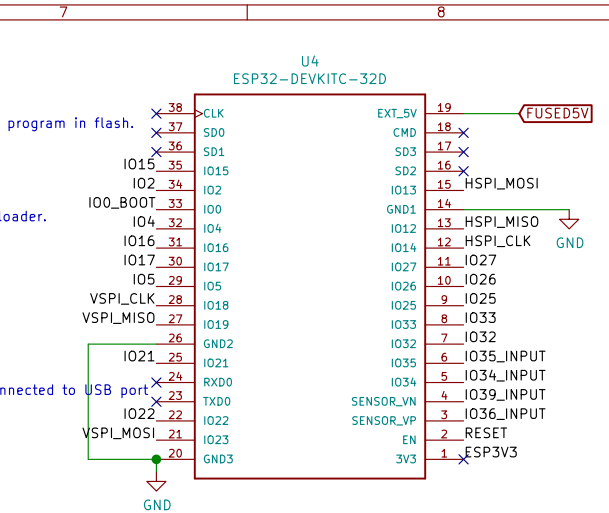 7 8
U4
ESP32-DEVKITC-32D
program in flash.
loader.
nnected to USB port
38 CLK
37 SD0
36 SD1
IO15 35 IO15
IO2 34 IO2
IO0_BOOT 33 IO0
IO4 32 IO4
IO16 31 IO16
IO17 30 IO17
IO5 29 IO5
VSPI_CLK 28 IO18
VSPI_MISO 27 IO19
26 GND2
IO21 25 IO21
24 RXD0
23 TXD0
IO22 22 IO22
VSPI_MOSI 21 IO23
20 GND3
GND
EXT_5V 19 FUSED5V
CMD 18
SD3 17
SD2 16
IO13 15 HSPI_MOSI
GND1 14
GND
IO12 13 HSPI_MISO
IO14 12 HSPI_CLK
IO27 11 IO27
IO26 10 IO26
IO25 9 IO25
IO33 8 IO33
IO32 7 IO32
IO35 6 IO35_INPUT
IO34 5 IO34_INPUT
SENSOR_VN 4 IO39_INPUT
SENSOR_VP 3 IO36_INPUT
EN 2 RESET
3V3 1 ESP3V3